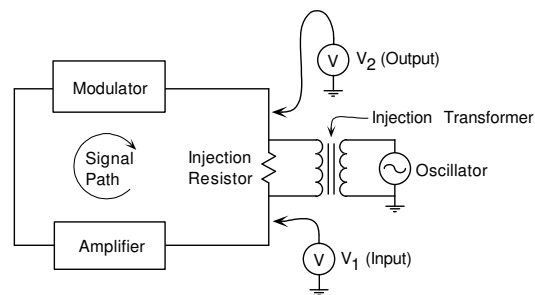 V
V2 (Output)
Modulator
Injection Transformer
Signal
Path
Injection
Resistor
Oscillator
Amplifier
V
V1 (Input)